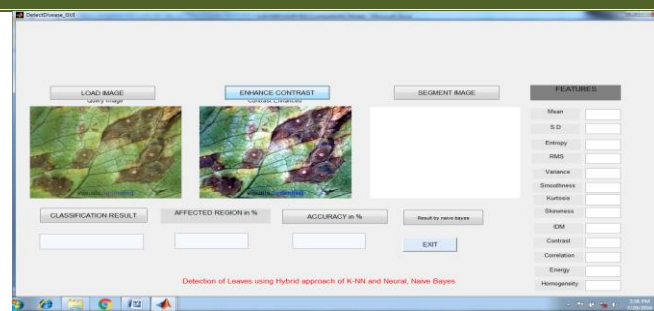 DetectDisease_GUI
LOAD IMAGE
ENHANCE CONTRAST
SEGMENT IMAGE
FEATURES
Query Image
Contrast Enhanced
Mean
S.D
Entropy
RMS
Variance
Smoothness
Kurtosis
Skewness
IDM
Contrast
Correlation
Energy
Homogeneity
CLASSIFICATION RESULT
AFFECTED REGION in %
ACCURACY in %
Result by naive bayes
EXIT
Detection of Leaves using Hybrid approach of K-NN and Neural, Naive Bayes